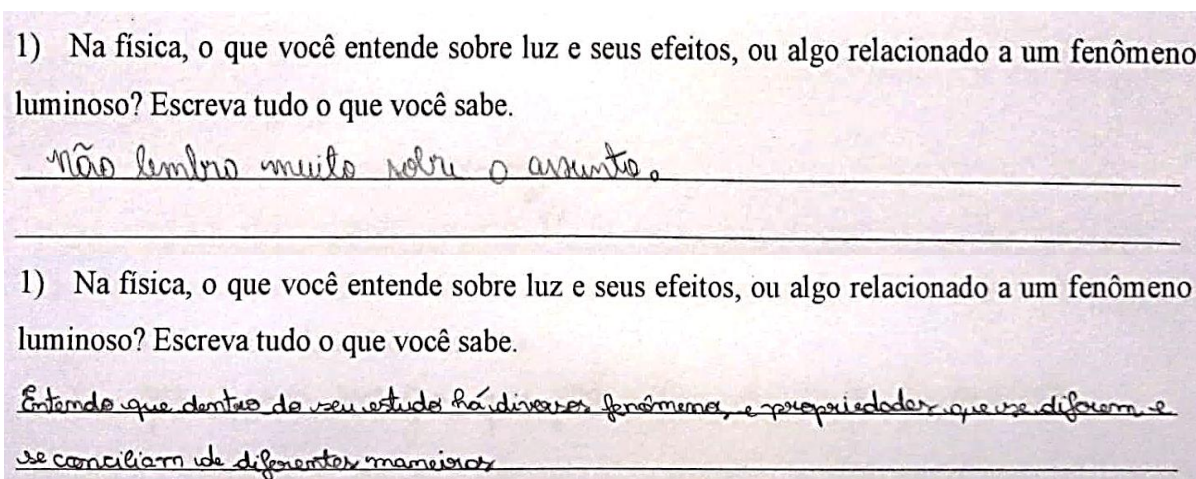 1) Na física, o que você entende sobre luz e seus efeitos, ou algo relacionado a um fenômeno
luminoso? Escreva tudo o que você sabe.
não lembro muito sobre o assunto.
1) Na física, o que você entende sobre luz e seus efeitos, ou algo relacionado a um fenômeno
luminoso? Escreva tudo o que você sabe.
Entendo que dentro do seu estudo há diversos fenômenos, e propriedades que se diferem e
se conciliam de diferentes maneiras